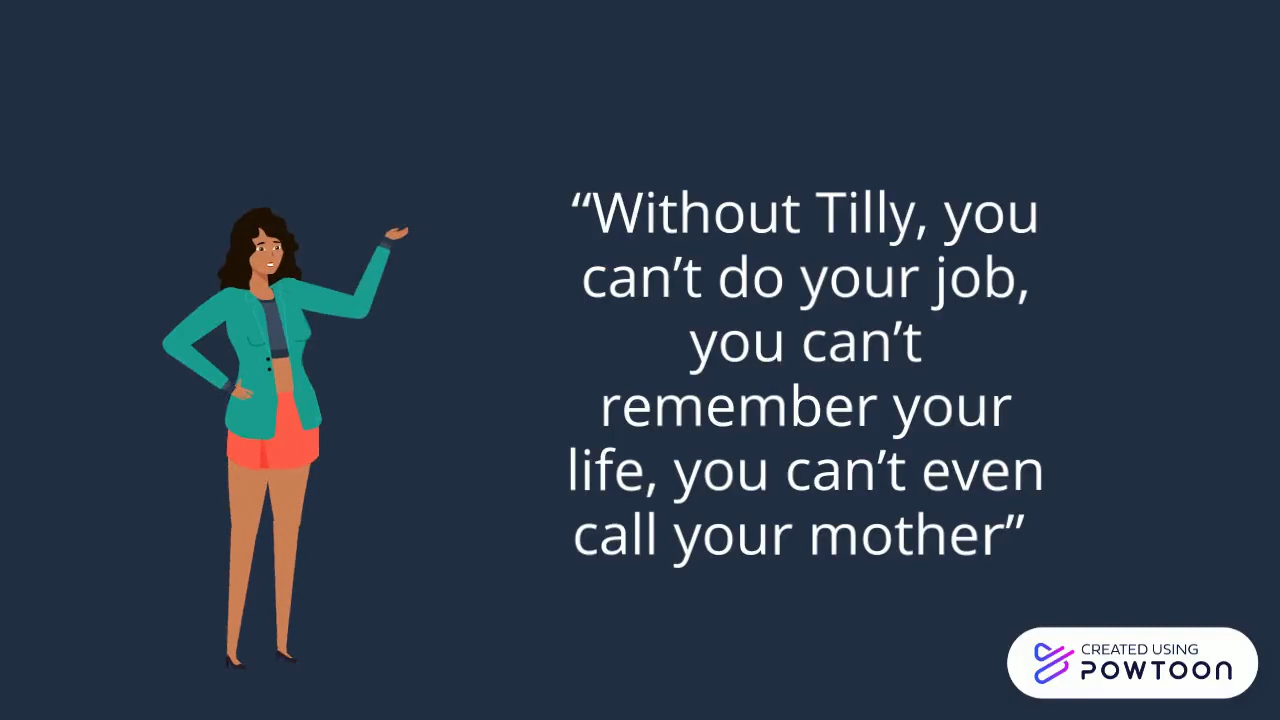 “Without Tilly, you
can’t do your job,
you can’t
remember your
life, you can’t even
call your mother”
CREATED USING
POWTOON